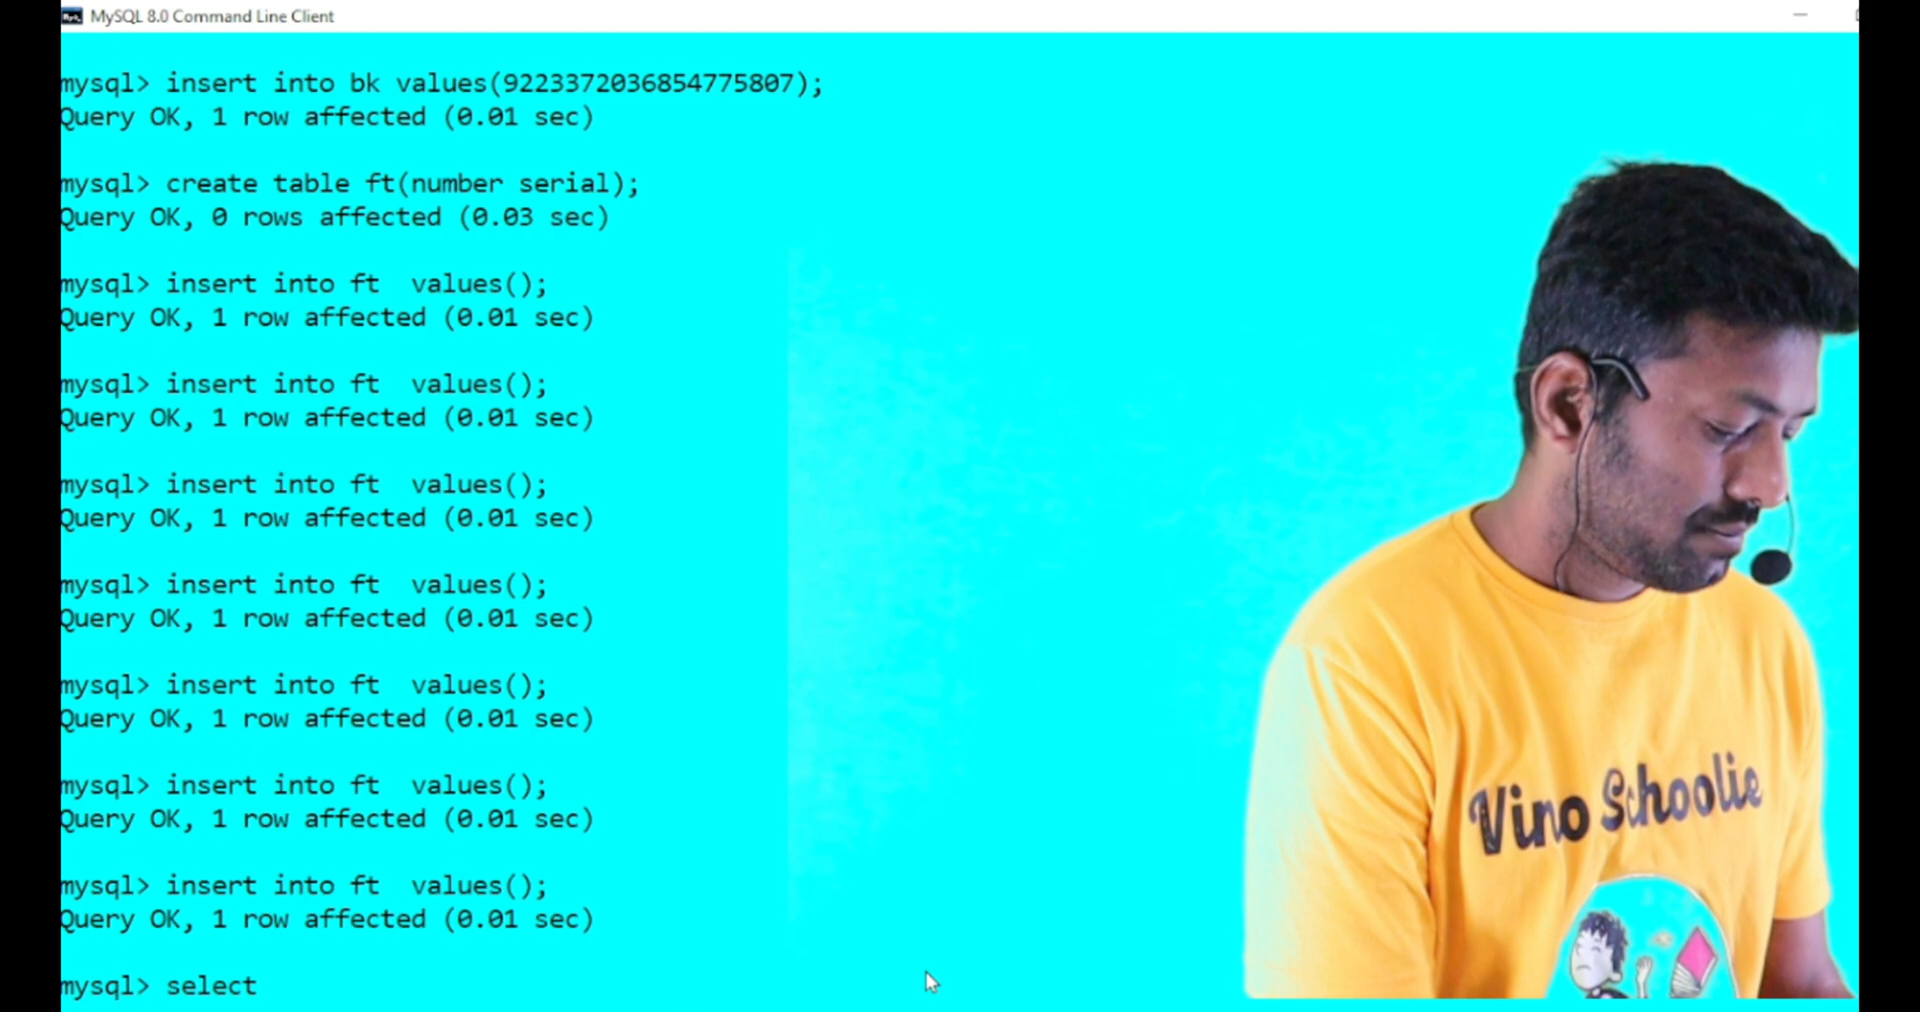 MySQL 8.0 Command Line Client
mysql> insert into bk values(9223372036854775807);
Query OK, 1 row affected (0.01 sec)
mysql> create table ft(number serial);
Query OK, 0 rows affected (0.03 sec)
mysql> insert into ft  values();
Query OK, 1 row affected (0.01 sec)
mysql> insert into ft  values();
Query OK, 1 row affected (0.01 sec)
mysql> insert into ft  values();
Query OK, 1 row affected (0.01 sec)
mysql> insert into ft  values();
Query OK, 1 row affected (0.01 sec)
mysql> insert into ft  values();
Query OK, 1 row affected (0.01 sec)
mysql> insert into ft  values();
Query OK, 1 row affected (0.01 sec)
mysql> insert into ft  values();
Query OK, 1 row affected (0.01 sec)
mysql> select
Vino Schoolie